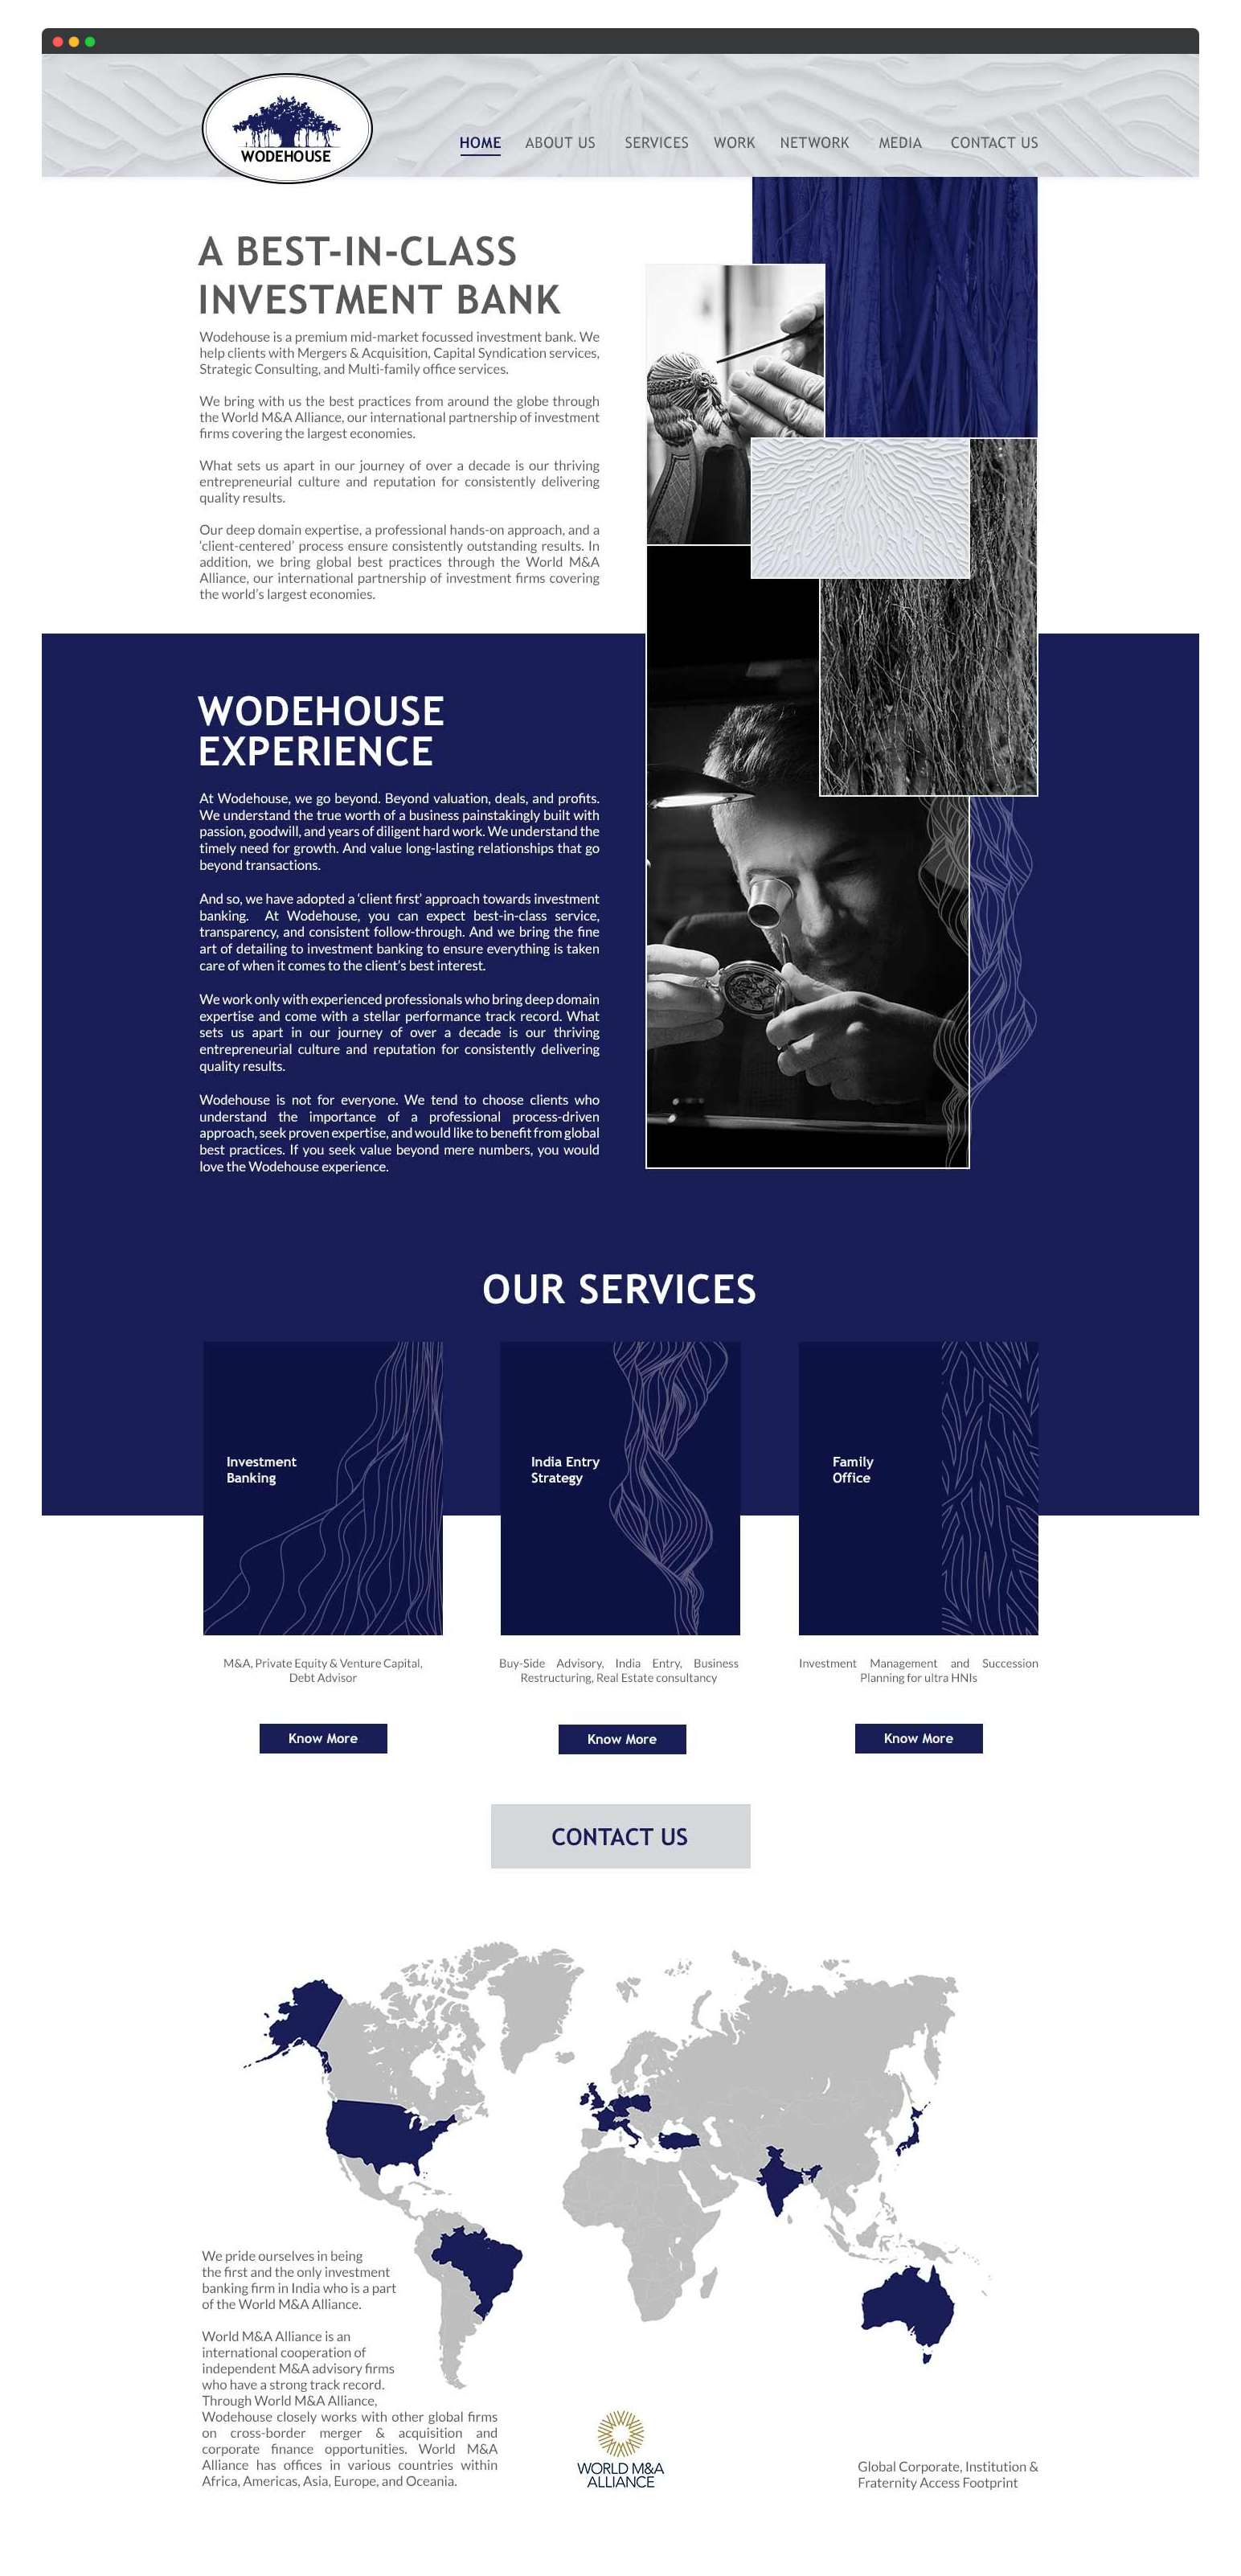 WODEHOUSE
HOME ABOUT US SERVICES WORK NETWORK MEDIA CONTACT US
A BEST-IN-CLASS
INVESTMENT BANK
Wodehouse is a premium mid-market focussed investment bank. We
help clients with Mergers & Acquisition, Capital Syndication services,
Strategic Consulting, and Multi-family office services.
We bring with us the best practices from around the globe through
the World M&A Alliance, our international partnership of investment
firms covering the largest economies.
What sets us apart in our journey of over a decade is our thriving
entrepreneurial culture and reputation for consistently delivering
quality results.
Our deep domain expertise, a professional hands-on approach, and a
‘client-centered’ process ensure consistently outstanding results. In
addition, we bring global best practices through the World M&A
Alliance, our international partnership of investment firms covering
the world’s largest economies.
WODEHOUSE
EXPERIENCE
At Wodehouse, we go beyond. Beyond valuation, deals, and profits.
We understand the true worth of a business painstakingly built with
passion, goodwill, and years of diligent hard work. We understand the
timely need for growth. And value long-lasting relationships that go
beyond transactions.
And so, we have adopted a ‘client first’ approach towards investment
banking. At Wodehouse, you can expect best-in-class service,
transparency, and consistent follow-through. And we bring the fine
art of detailing to investment banking to ensure everything is taken
care of when it comes to the client’s best interest.
We work only with experienced professionals who bring deep domain
expertise and come with a stellar performance track record. What
sets us apart in our journey of over a decade is our thriving
entrepreneurial culture and reputation for consistently delivering
quality results.
Wodehouse is not for everyone. We tend to choose clients who
understand the importance of a professional process-driven
approach, seek proven expertise, and would like to benefit from global
best practices. If you seek value beyond mere numbers, you would
love the Wodehouse experience.
OUR SERVICES
Investment
Banking
India Entry
Strategy
Family
Office
M&A, Private Equity & Venture Capital,
Debt Advisor
Buy-Side Advisory, India Entry, Business
Restructuring, Real Estate consultancy
Investment Management and Succession
Planning for ultra HNIs
Know More
Know More
Know More
CONTACT US
We pride ourselves in being
the first and the only investment
banking firm in India who is a part
of the World M&A Alliance.
World M&A Alliance is an
international cooperation of
independent M&A advisory firms
who have a strong track record.
Through World M&A Alliance,
Wodehouse closely works with other global firms
on cross-border merger & acquisition and
corporate finance opportunities. World M&A
Alliance has offices in various countries within
Africa, Americas, Asia, Europe, and Oceania.
WORLD M&A
ALLIANCE
Global Corporate, Institution &
Fraternity Access Footprint